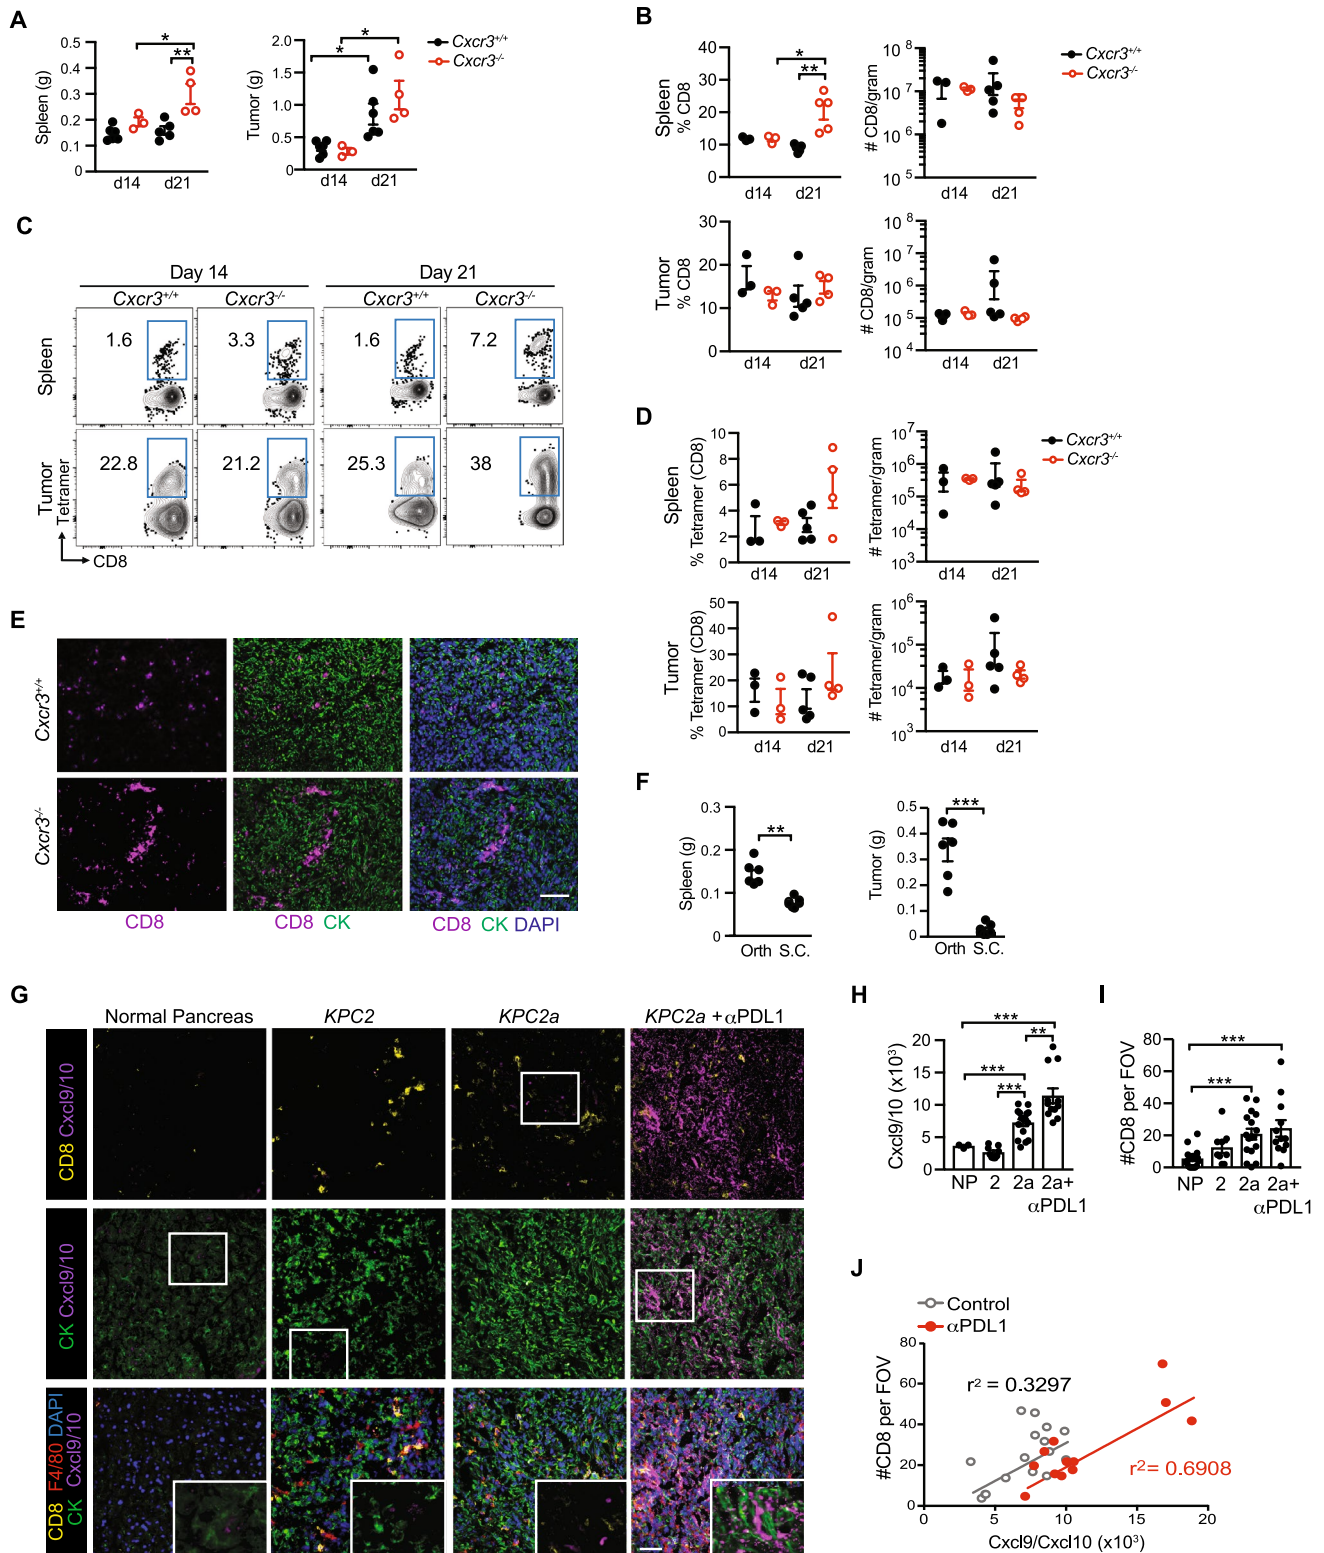 A
Spleen (g)
0.5
0.4
0.3
0.2
0.1
0
d14
d21
*
**
Tumor (g)
2.0
1.5
1.0
0.5
0
d14
d21
*
*
Cxcr3+/+
Cxcr3-/-
B
Spleen
% CD8
40
30
20
10
0
d14
d21
*
**
# CD8/gram
10^8
10^7
10^6
10^5
d14
d21
Cxcr3+/+
Cxcr3-/-
Tumor
% CD8
30
20
10
0
d14
d21
# CD8/gram
10^8
10^7
10^6
10^5
10^4
d14
d21
C
Day 14
Day 21
Cxcr3+/+
Cxcr3-/-
Cxcr3+/+
Cxcr3-/-
Spleen
1.6
3.3
1.6
7.2
Tumor
22.8
21.2
25.3
38
Tetramer
CD8
D
Spleen
% Tetramer (CD8)
10
8
6
4
2
0
d14
d21
# Tetramer/gram
10^7
10^6
10^5
10^4
10^3
d14
d21
Cxcr3+/+
Cxcr3-/-
Tumor
% Tetramer (CD8)
50
40
30
20
10
0
d14
d21
# Tetramer/gram
10^6
10^5
10^4
10^3
d14
d21
E
Cxcr3+/+
Cxcr3-/-
CD8
CD8 CK
CD8 CK DAPI
F
Spleen (g)
0.3
0.2
0.1
0
**
Orth S.C.
Tumor (g)
0.5
0.4
0.3
0.2
0.1
0
***
Orth S.C.
G
Normal Pancreas
KPC2
KPC2a
KPC2a + αPDL1
CD8 Cxcl9/10
CK Cxcl9/10
CD8 F4/80 DAPI
CK Cxcl9/10
H
Cxcl9/10 (x10^3)
20
15
10
5
0
***
**
***
***
NP 2 2a 2a+
αPDL1
I
#CD8 per FOV
80
60
40
20
0
***
***
NP 2 2a 2a+
αPDL1
J
Control
αPDL1
#CD8 per FOV
80
60
40
20
0
r² = 0.3297
r² = 0.6908
0 5 10 15 20
Cxcl9/Cxcl10 (x10^3)